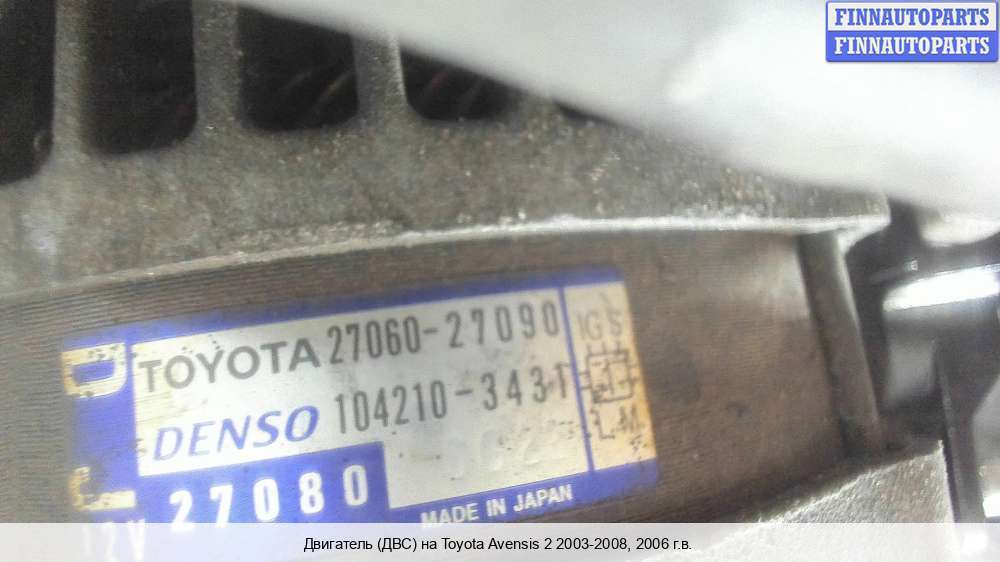 FINNAUTOPARTS
FINNAUTOPARTS
TOYOTA 27060-27090
DENSO 104210-3431
IG S
M
12V 27080
MADE IN JAPAN
Двигатель (ДВС) на Toyota Avensis 2 2003-2008, 2006 г.в.